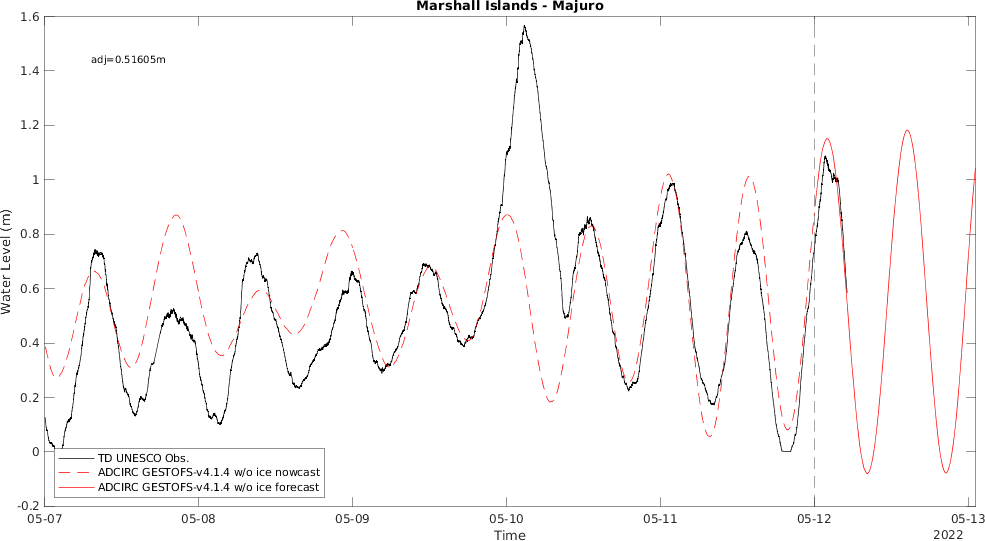 Marshall Islands - Majuro
1.6
1.4
1.2
1
0.8
0.6
0.4
0.2
0
-0.2
Water Level (m)
adj=0.51605m
TD UNESCO Obs.
ADCIRC GESTOFS-v4.1.4 w/o ice nowcast
ADCIRC GESTOFS-v4.1.4 w/o ice forecast
05-07 05-08 05-09 05-10 05-11 05-12 05-13
Time
2022